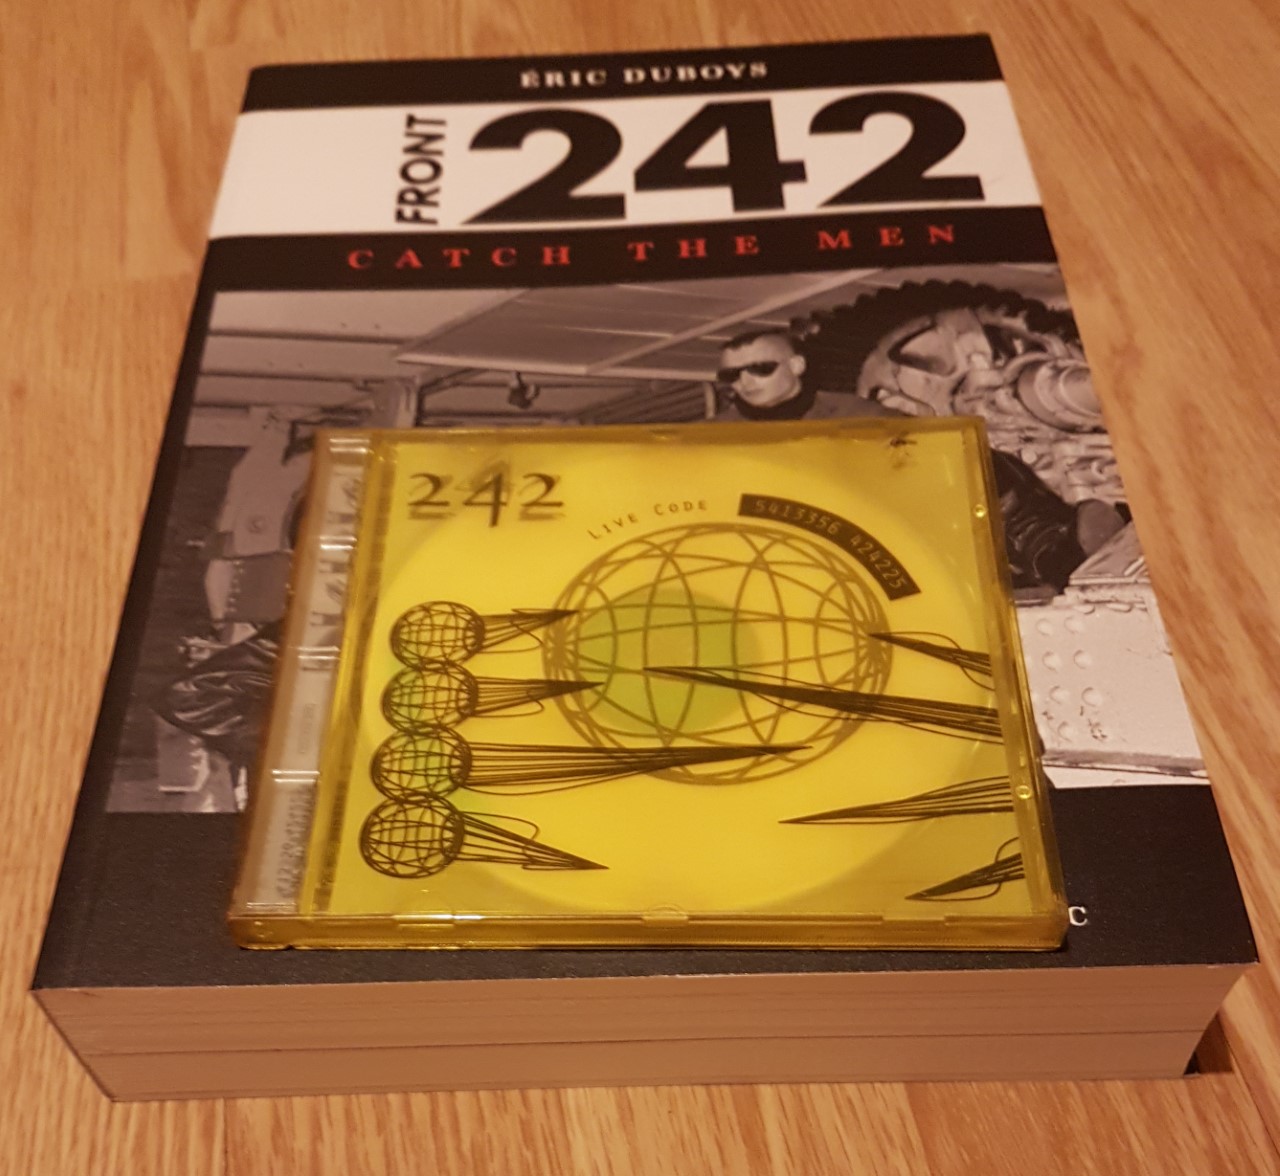 ÉRIC DUBOYS
FRONT
242
CATCH THE MEN
242
LIVE CODE
5413356 424225
C